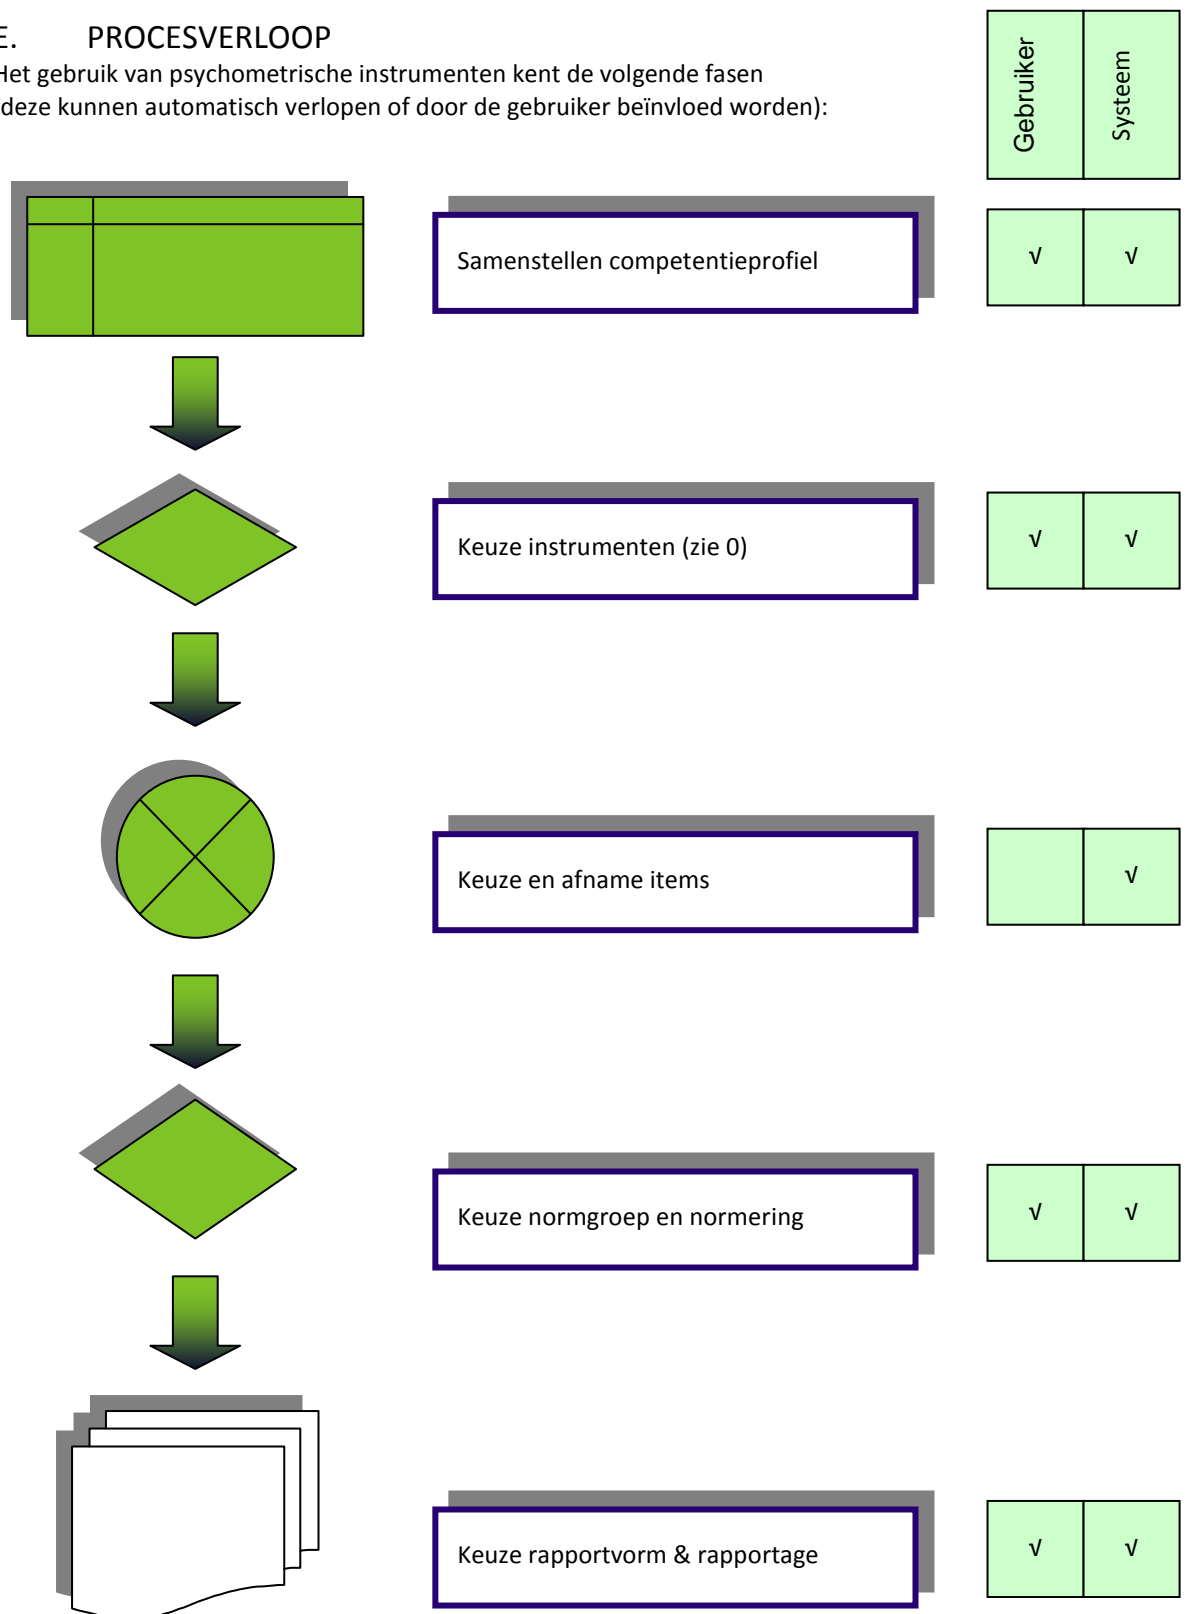 E. PROCESVERLOOP
Het gebruik van psychometrische instrumenten kent de volgende fasen
deze kunnen automatisch verlopen of door de gebruiker beïnvloed worden):
Gebruiker Systeem
Samenstellen competentieprofiel √ √
Keuze instrumenten (zie 0) √ √
Keuze en afname items √
Keuze normgroep en normering √ √
Keuze rapportvorm & rapportage √ √